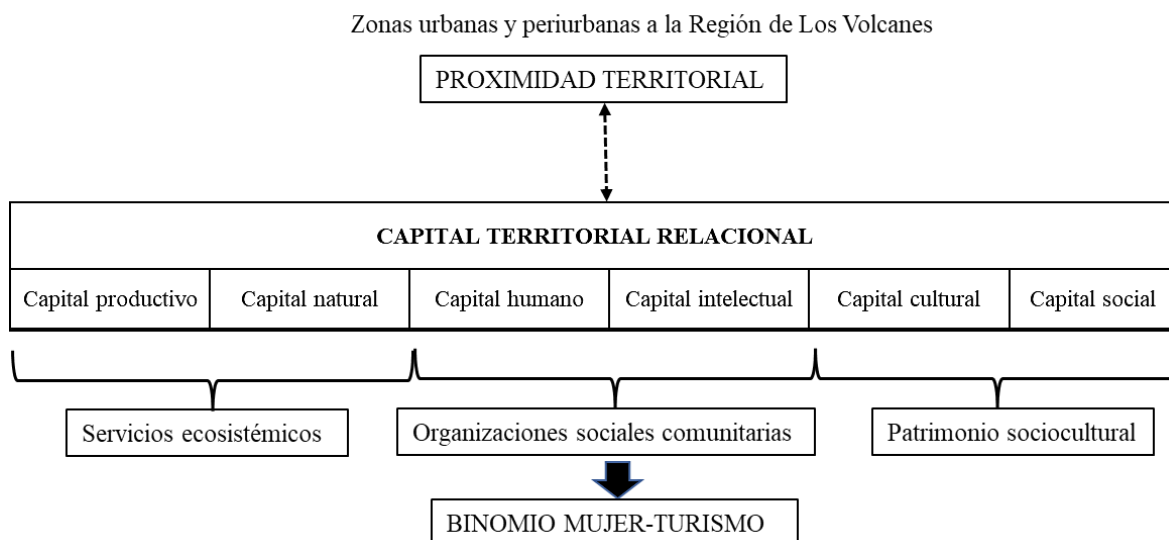 Zonas urbanas y periurbanas a la Región de Los Volcanes
PROXIMIDAD TERRITORIAL
CAPITAL TERRITORIAL RELACIONAL
Capital productivo
Capital natural
Capital humano
Capital intelectual
Capital cultural
Capital social
Servicios ecosistémicos
Organizaciones sociales comunitarias
Patrimonio sociocultural
BINOMIO MUJER-TURISMO